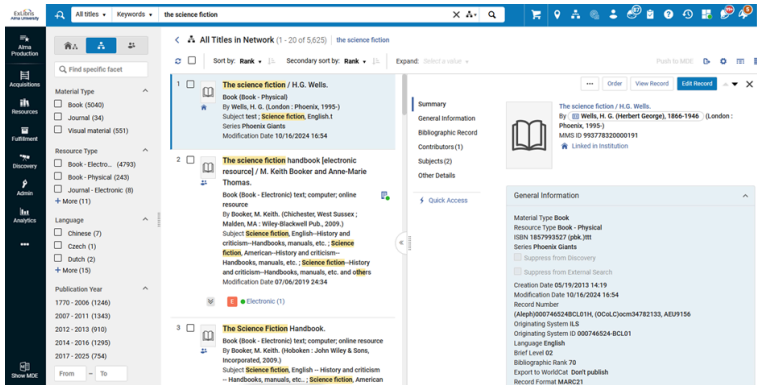 ExLibris
Alma University
All titles
Keywords
the science fiction
Alma
Production
Acquisitions
Resources
Fulfillment
Discovery
Admin
Analytics
Show MDE
Find specific facet
Material Type
Book (5040)
Journal (34)
Visual material (551)
Resource Type
Book - Electro... (4793)
Book - Physical (243)
Journal - Electronic (8)
+ More (11)
Language
Chinese (7)
Czech (1)
Dutch (2)
+ More (15)
Publication Year
1770 - 2006 (1246)
2007 - 2011 (1343)
2012 - 2013 (910)
2014 - 2016 (1295)
2017 - 2025 (754)
From – To
All Titles in Network (1 - 20 of 5,625) the science fiction
Sort by: Rank Secondary sort by: Rank Expand: Select a value Push to MDE
1
The science fiction / H.G. Wells.
Book (Book - Physical)
By Wells, H. G. (London : Phoenix, 1995-)
Subject test ; Science fiction, English.t
Series Phoenix Giants
Modification Date 10/16/2024 16:54
2
The science fiction handbook [electronic
resource] / M. Keith Booker and Anne-Marie
Thomas.
Book (Book - Electronic) text; computer; online
resource
By Booker, M. Keith. (Chichester, West Sussex ;
Malden, MA : Wiley-Blackwell Pub., 2009.)
Subject Science fiction, English--History and
criticism--Handbooks, manuals, etc. ; Science
fiction, American--History and criticism--
Handbooks, manuals, etc. ; Science fiction--History
and criticism--Handbooks, manuals, etc. and others
Modification Date 07/06/2019 24:34
E Electronic (1)
3
The Science Fiction Handbook.
Book (Book - Electronic) text; computer; online resource
By Booker, M. Keith. (Hoboken : John Wiley & Sons,
Incorporated, 2009.)
Subject Science fiction, English -- History and criticism
-- Handbooks, manuals, etc.. ; Science fiction, American
Summary
General Information
Bibliographic Record
Contributors (1)
Subjects (2)
Other Details
Quick Access
Order View Record Edit Record
The science fiction / H.G. Wells.
By Wells, H. G. (Herbert George), 1866-1946 (London :
Phoenix, 1995-)
MMS ID 993778320000191
Linked in Institution
General Information
Material Type Book
Resource Type Book - Physical
ISBN 1857993527 (pbk.)ttt
Series Phoenix Giants
Suppress from Discovery
Suppress from External Search
Creation Date 05/19/2013 14:19
Modification Date 10/16/2024 16:54
Record Number
(Aleph)000746524BCL01H, (OCoLC)ocm34782133, AEU9156
Originating System ILS
Originating System ID 000746524-BCL01
Language English
Brief Level 02
Bibliographic Rank 70
Export to WorldCat Don't publish
Record Format MARC21